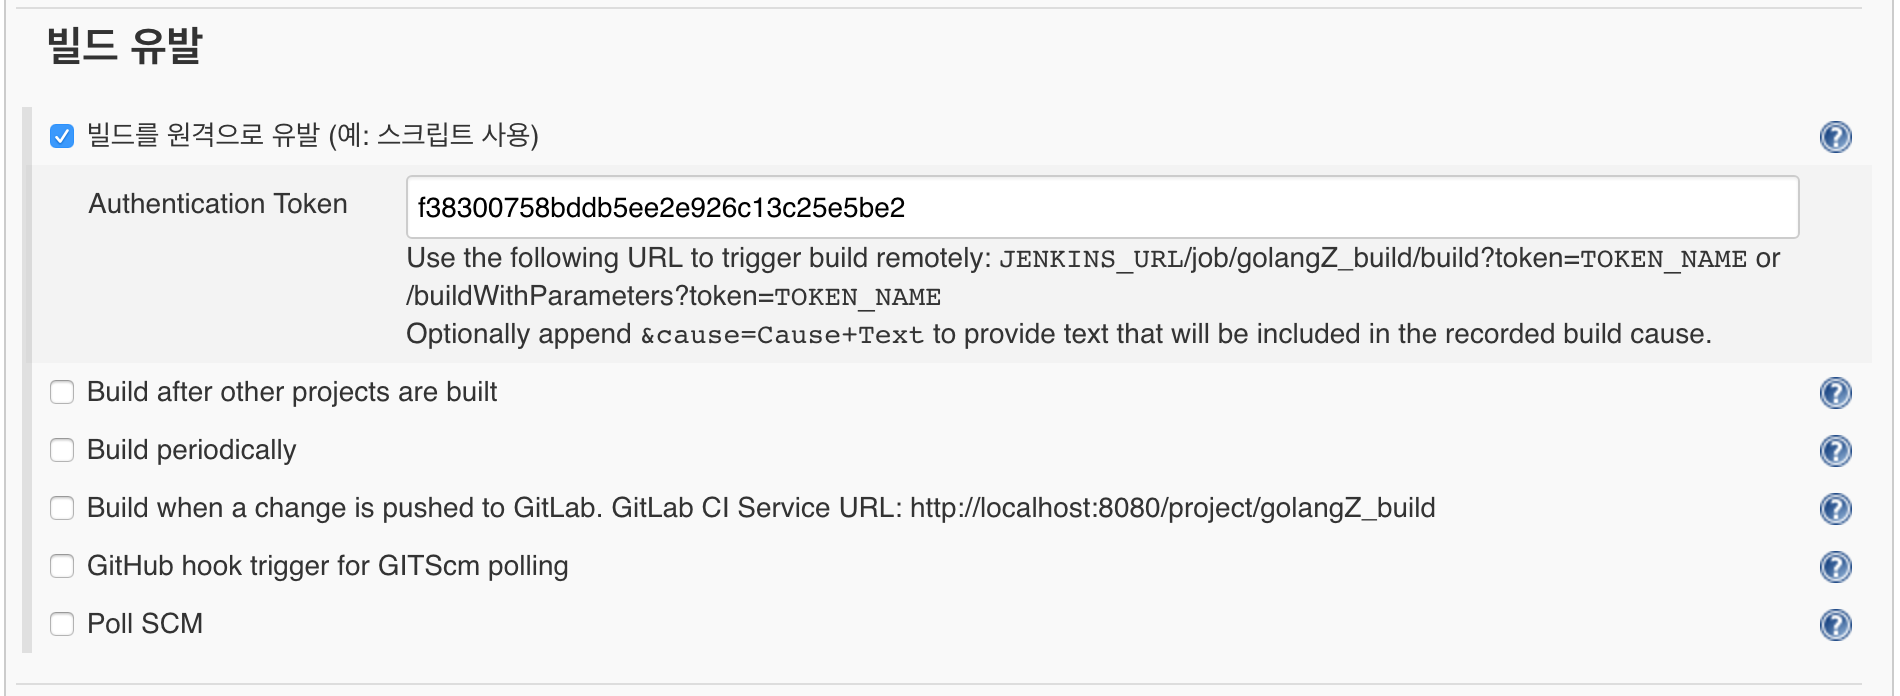 빌드 유발
빌드를 원격으로 유발 (예: 스크립트 사용)
Authentication Token
f38300758bddb5ee2e926c13c25e5be2
Use the following URL to trigger build remotely: JENKINS_URL/job/golangZ_build/build?token=TOKEN_NAME or
/buildWithParameters?token=TOKEN_NAME
Optionally append &cause=Cause+Text to provide text that will be included in the recorded build cause.
Build after other projects are built
Build periodically
Build when a change is pushed to GitLab. GitLab CI Service URL: http://localhost:8080/project/golangZ_build
GitHub hook trigger for GITScm polling
Poll SCM